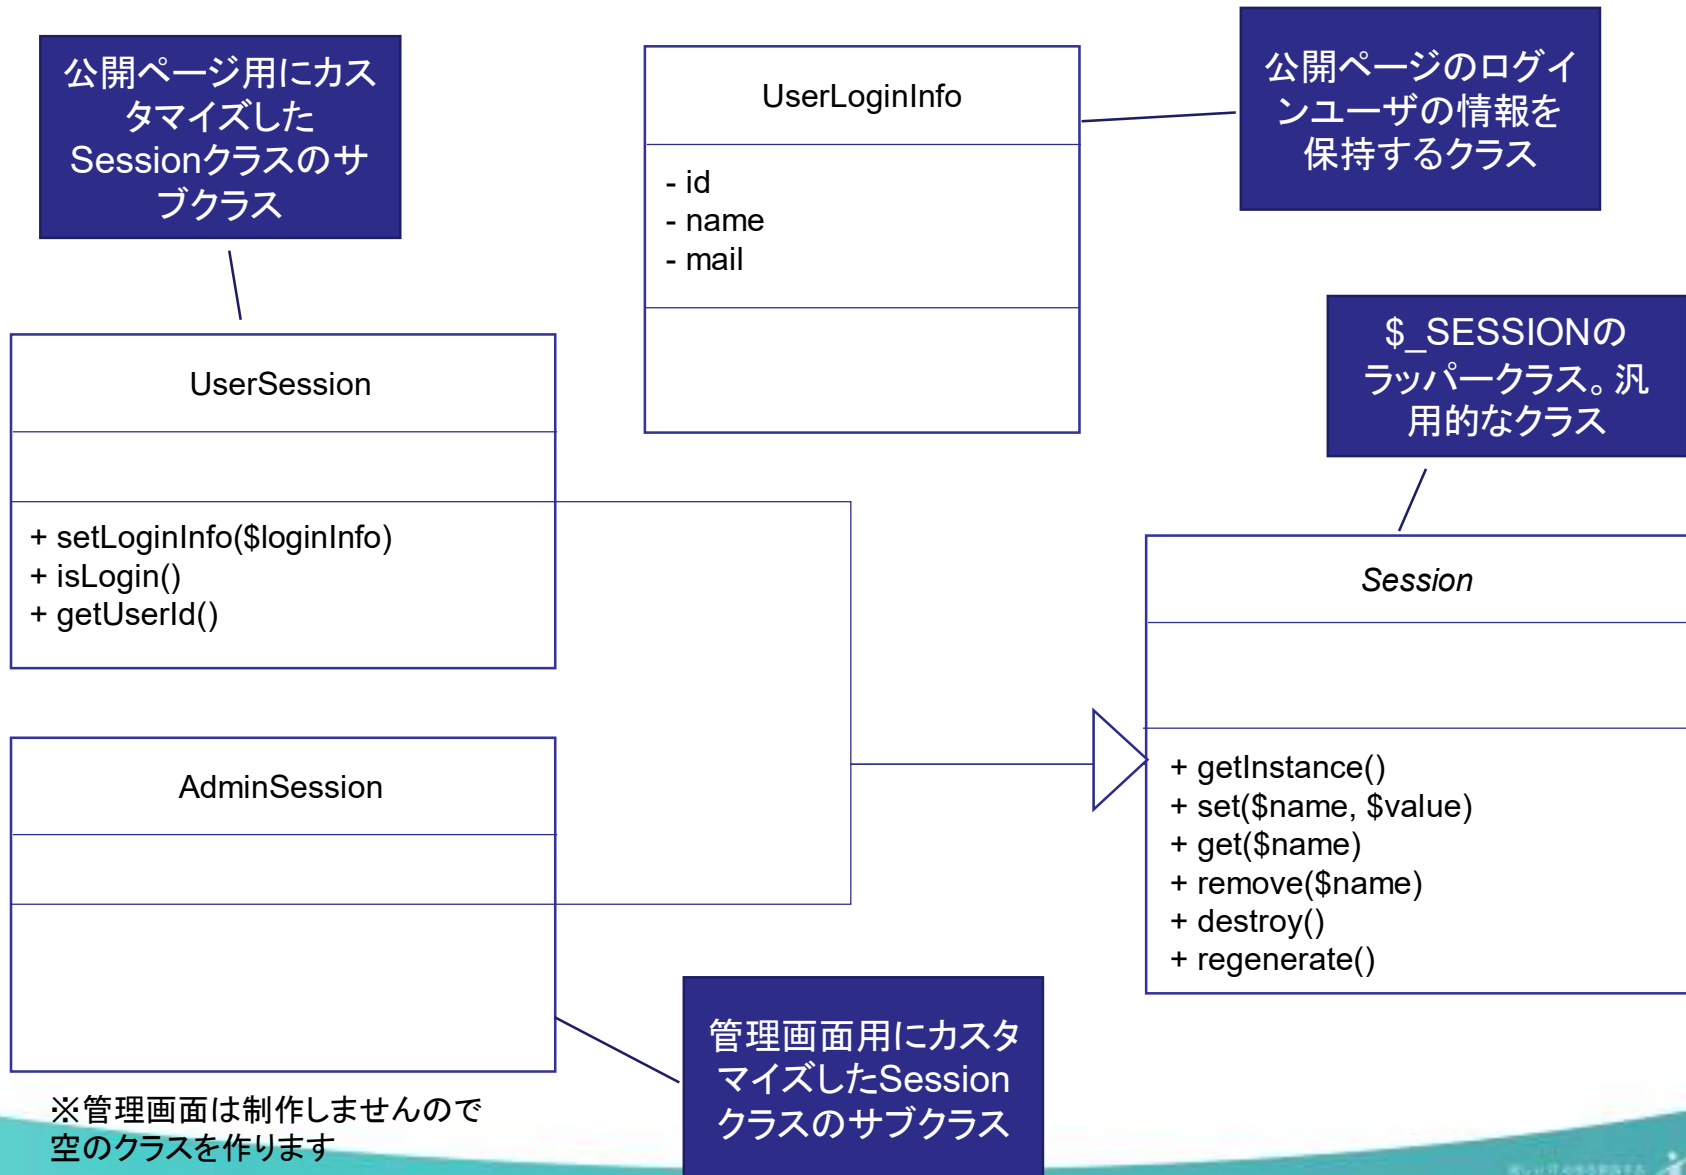 公開ページ用にカス
タマイズした
Sessionクラスのサ
ブクラス
UserLoginInfo
- id
- name
- mail
公開ページのログイ
ンユーザの情報を
保持するクラス
$_SESSIONの
ラッパークラス。汎
用的なクラス
UserSession
+ setLoginInfo($loginInfo)
+ isLogin()
+ getUserId()
Session
+ getInstance()
+ set($name, $value)
+ get($name)
+ remove($name)
+ destroy()
+ regenerate()
AdminSession
管理画面用にカスタ
マイズしたSession
クラスのサブクラス
※管理画面は制作しませんので
空のクラスを作ります